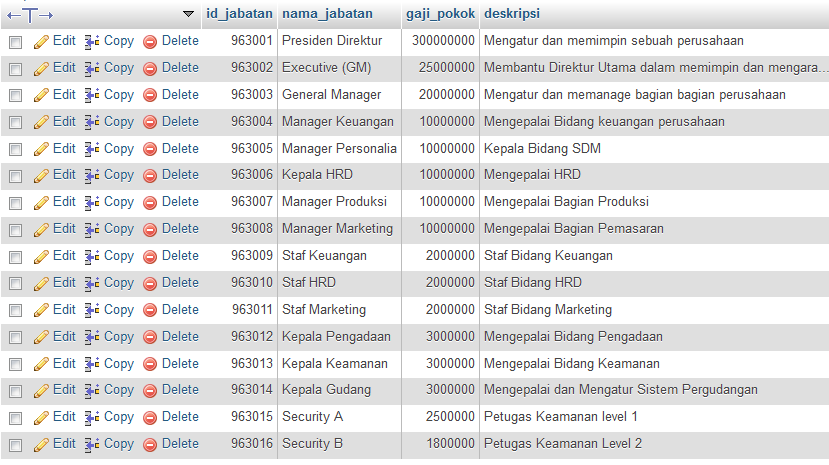 id_jabatan nama_jabatan gaji_pokok deskripsi
Edit Copy Delete 963001 Presiden Direktur 300000000 Mengatur dan memimpin sebuah perusahaan
Edit Copy Delete 963002 Executive (GM) 25000000 Membantu Direktur Utama dalam memimpin dan mengara...
Edit Copy Delete 963003 General Manager 20000000 Mengatur dan memanage bagian bagian perusahaan
Edit Copy Delete 963004 Manager Keuangan 10000000 Mengepalai Bidang keuangan perusahaan
Edit Copy Delete 963005 Manager Personalia 10000000 Kepala Bidang SDM
Edit Copy Delete 963006 Kepala HRD 10000000 Mengepalai HRD
Edit Copy Delete 963007 Manager Produksi 10000000 Mengepalai Bagian Produksi
Edit Copy Delete 963008 Manager Marketing 10000000 Mengepalai Bagian Pemasaran
Edit Copy Delete 963009 Staf Keuangan 2000000 Staf Bidang Keuangan
Edit Copy Delete 963010 Staf HRD 2000000 Staf Bidang HRD
Edit Copy Delete 963011 Staf Marketing 2000000 Staf Bidang Marketing
Edit Copy Delete 963012 Kepala Pengadaan 3000000 Mengepalai Bidang Pengadaan
Edit Copy Delete 963013 Kepala Keamanan 3000000 Mengepalai Bidang Keamanan
Edit Copy Delete 963014 Kepala Gudang 3000000 Mengepalai dan Mengatur Sistem Pergudangan
Edit Copy Delete 963015 Security A 2500000 Petugas Keamanan level 1
Edit Copy Delete 963016 Security B 1800000 Petugas Keamanan Level 2